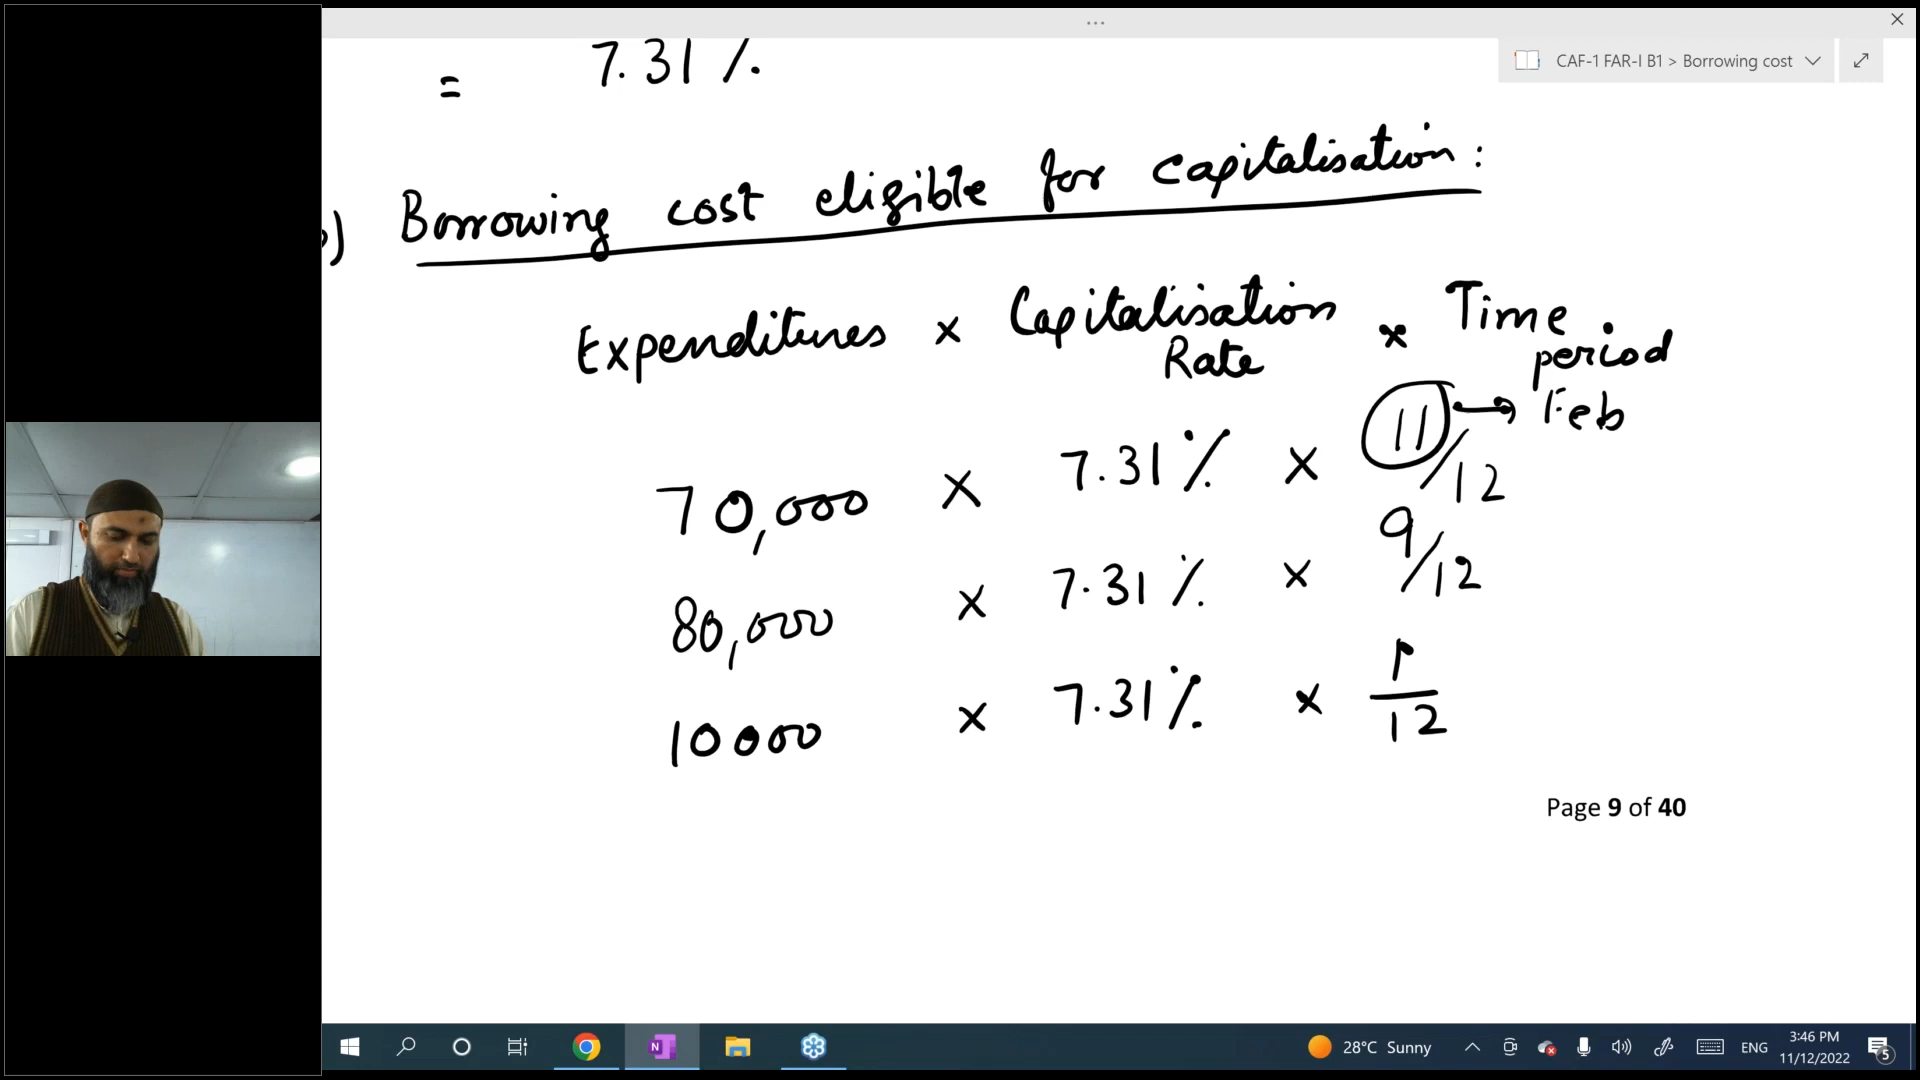 = 7.31 %
CAF-1 FAR-I B1 > Borrowing cost
) Borrowing cost eligible for capitalisation :
Expenditures × Capitalisation Rate × Time period
70,000 × 7.31 % × 11/12 → Feb
80,000 × 7.31 % × 9/12
10000 × 7.31 % × 1/12
Page 9 of 40
28°C Sunny
ENG
3:46 PM
11/12/2022
5